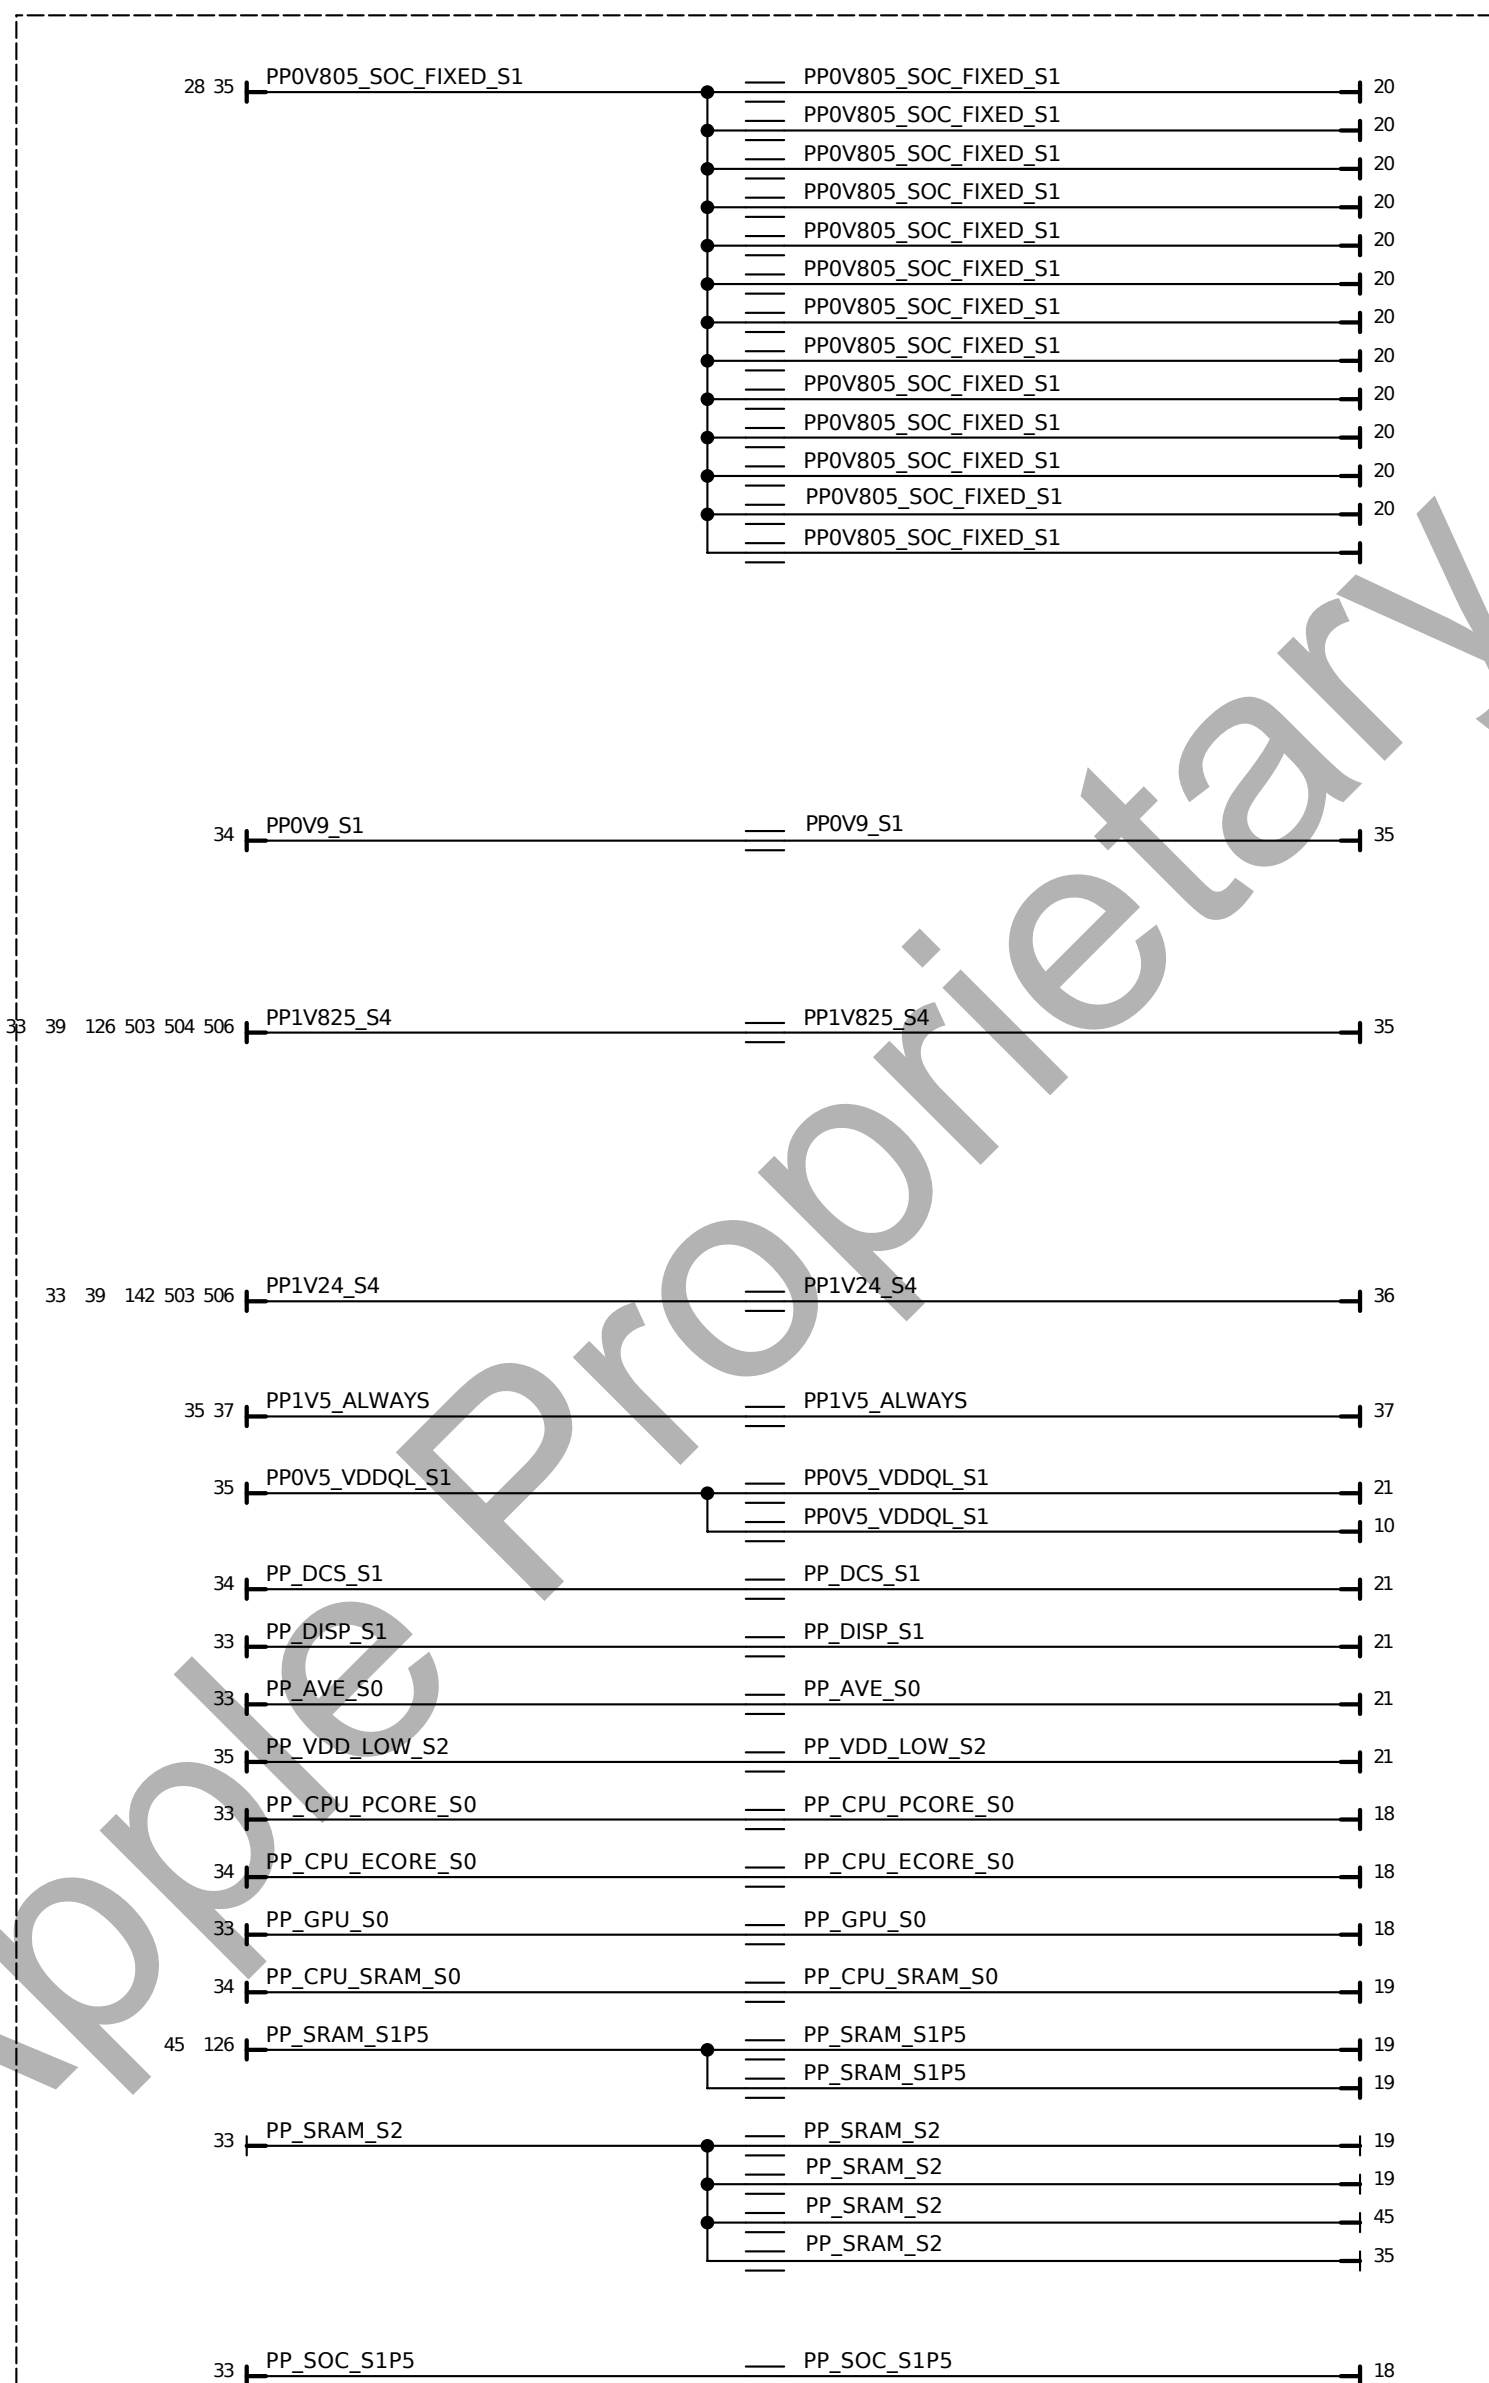 28 35 PP0V805_SOC_FIXED_S1 PP0V805_SOC_FIXED_S1 20
PP0V805_SOC_FIXED_S1 20
PP0V805_SOC_FIXED_S1 20
PP0V805_SOC_FIXED_S1 20
PP0V805_SOC_FIXED_S1 20
PP0V805_SOC_FIXED_S1 20
PP0V805_SOC_FIXED_S1 20
PP0V805_SOC_FIXED_S1 20
PP0V805_SOC_FIXED_S1 20
PP0V805_SOC_FIXED_S1 20
PP0V805_SOC_FIXED_S1 20
PP0V805_SOC_FIXED_S1 20
PP0V805_SOC_FIXED_S1
34 PP0V9_S1 PP0V9_S1 35
33 39 126 503 504 506 PP1V825_S4 PP1V825_S4 35
33 39 142 503 506 PP1V24_S4 PP1V24_S4 36
35 37 PP1V5_ALWAYS PP1V5_ALWAYS 37
35 PP0V5_VDDQL_S1 PP0V5_VDDQL_S1 21
PP0V5_VDDQL_S1 10
34 PP_DCS_S1 PP_DCS_S1 21
33 PP_DISP_S1 PP_DISP_S1 21
33 PP_AVE_S0 PP_AVE_S0 21
35 PP_VDD_LOW_S2 PP_VDD_LOW_S2 21
33 PP_CPU_PCORE_S0 PP_CPU_PCORE_S0 18
34 PP_CPU_ECORE_S0 PP_CPU_ECORE_S0 18
33 PP_GPU_S0 PP_GPU_S0 18
34 PP_CPU_SRAM_S0 PP_CPU_SRAM_S0 19
45 126 PP_SRAM_S1P5 PP_SRAM_S1P5 19
PP_SRAM_S1P5 19
33 PP_SRAM_S2 PP_SRAM_S2 19
PP_SRAM_S2 19
PP_SRAM_S2 45
PP_SRAM_S2 35
33 PP_SOC_S1P5 PP_SOC_S1P5 18
Apple Proprietary